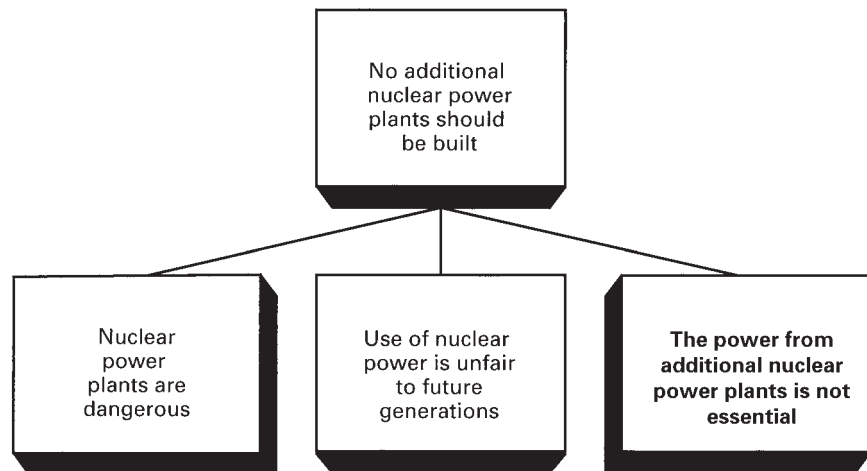 No additional
nuclear power
plants should
be built
Nuclear
power
plants are
dangerous
Use of nuclear
power is unfair
to future
generations
The power from
additional nuclear
power plants is not
essential